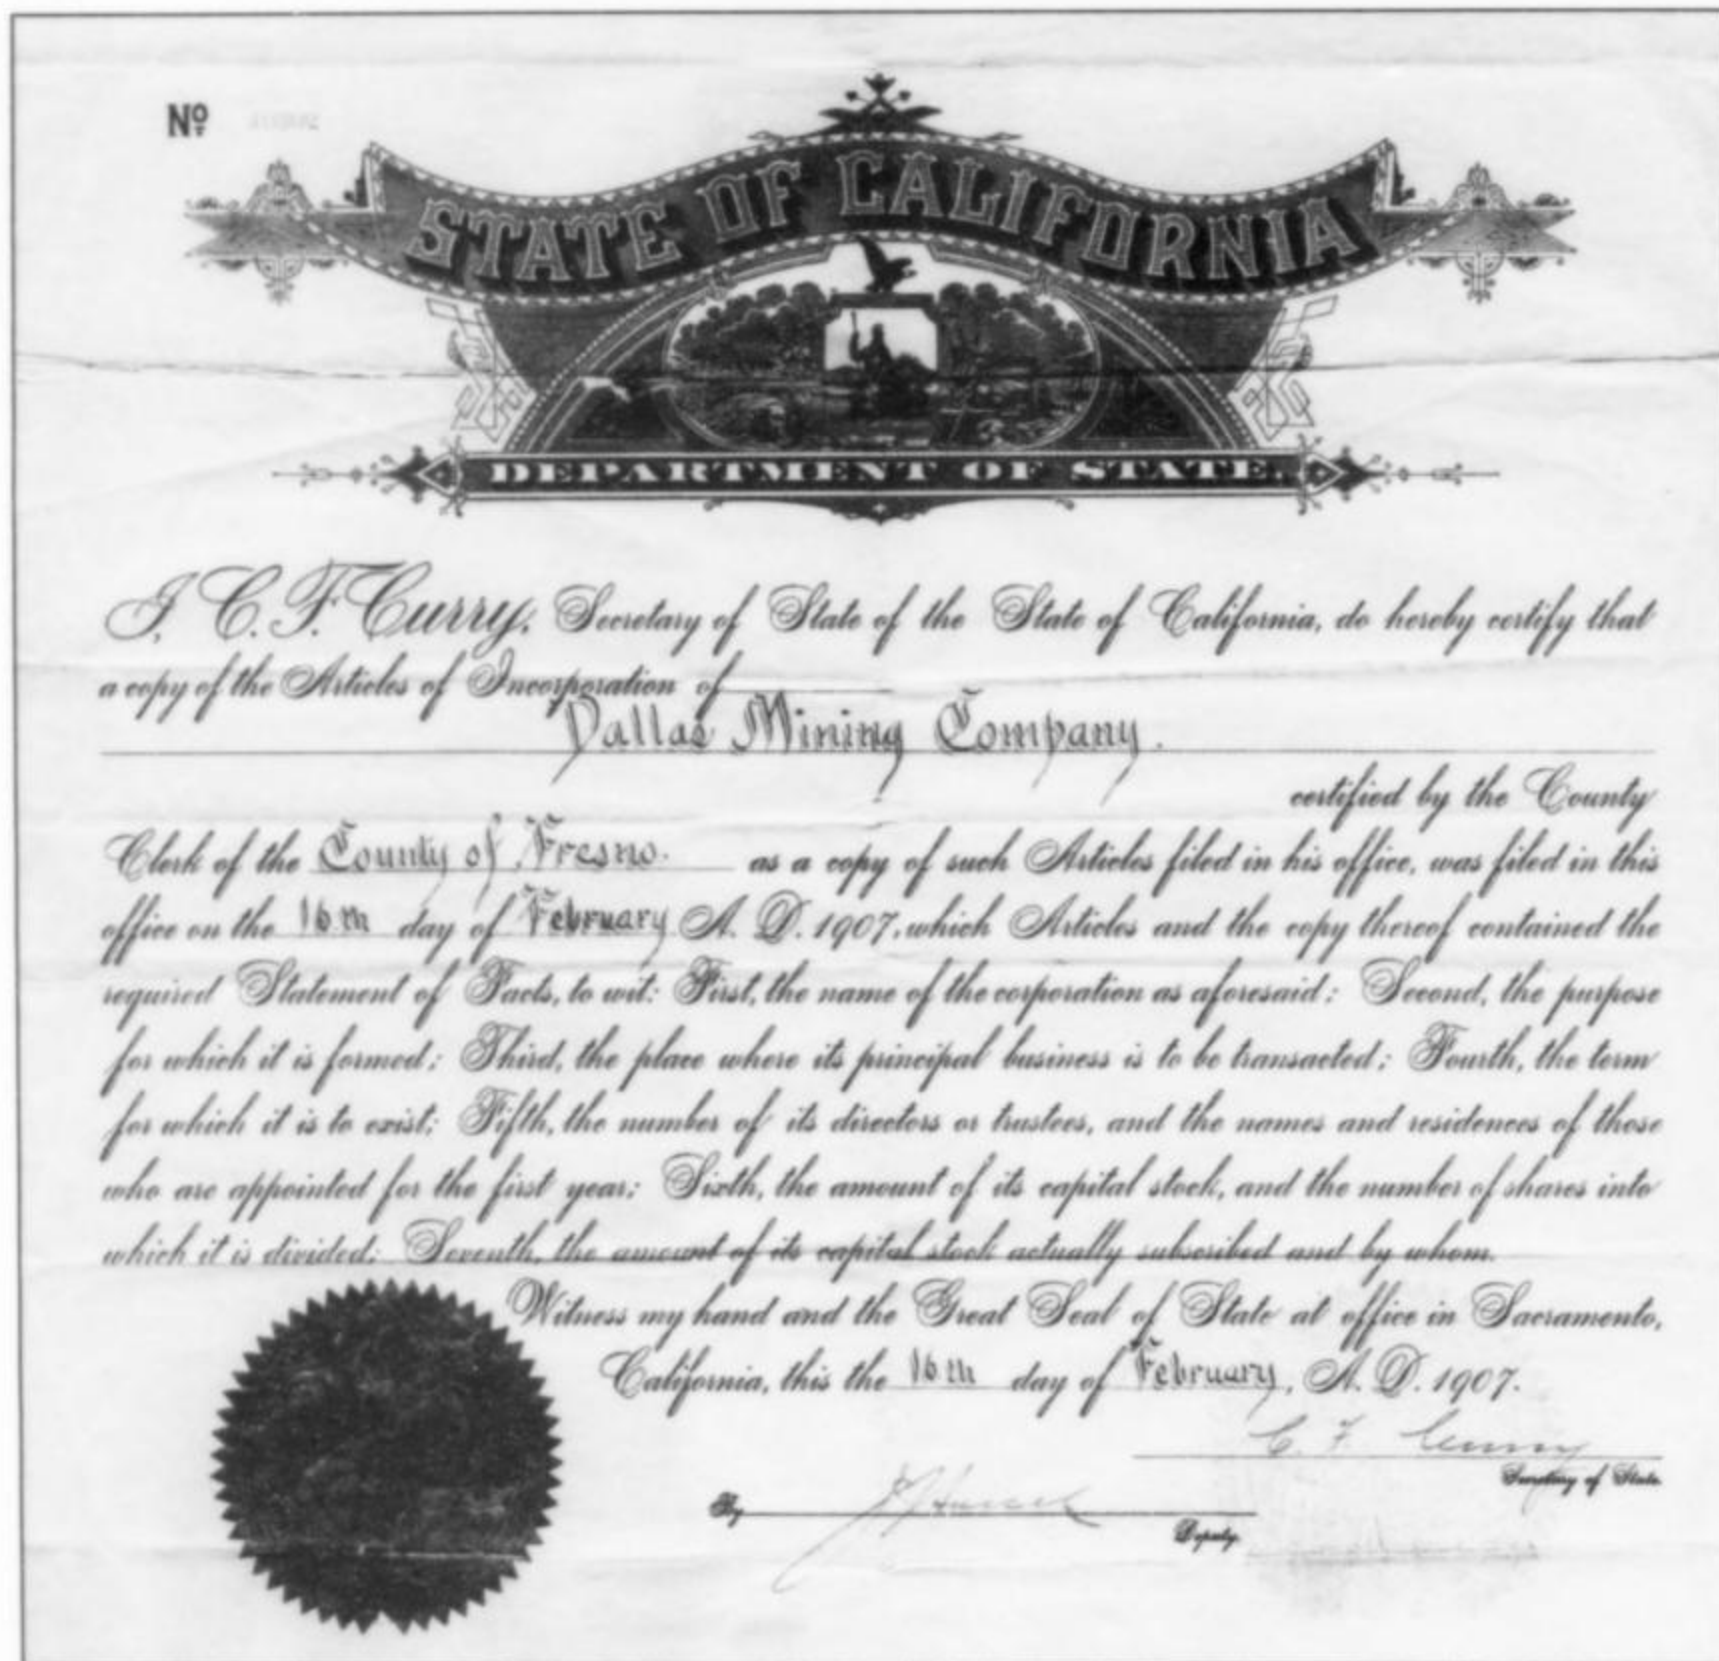 No
STATE OF CALIFORNIA
DEPARTMENT OF STATE.
I, C. F. Curry, Secretary of State of the State of California, do hereby certify that
a copy of the Articles of Incorporation of
Dallas Mining Company.
certified by the County
Clerk of the County of Fresno. as a copy of such Articles filed in his office, was filed in this
office on the 16th day of February A. D. 1907, which Articles and the copy thereof contained the
required Statement of Facts, to wit: First, the name of the corporation as aforesaid; Second, the purpose
for which it is formed; Third, the place where its principal business is to be transacted; Fourth, the term
for which it is to exist; Fifth, the number of its directors or trustees, and the names and residences of those
who are appointed for the first year; Sixth, the amount of its capital stock, and the number of shares into
which it is divided; Seventh, the amount of its capital stock actually subscribed and by whom.
Witness my hand and the Great Seal of State at office in Sacramento,
California, this the 16th day of February, A. D. 1907.
C. F. Curry
Secretary of State.
By
Deputy.